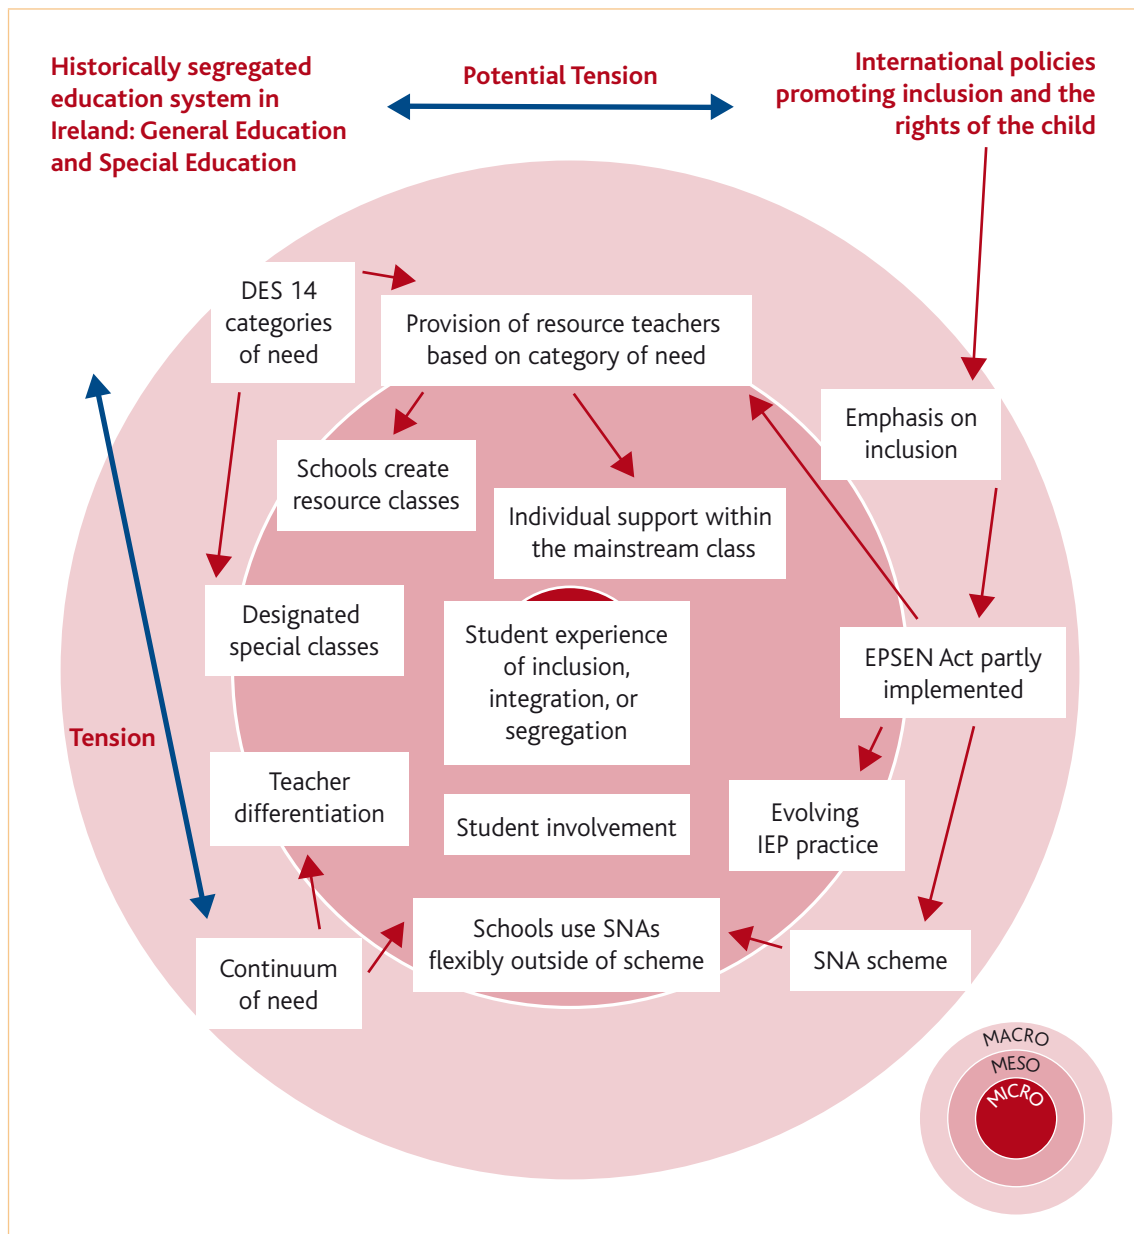 Historically segregated
education system in
Ireland: General Education
and Special Education
Potential Tension
International policies
promoting inclusion and the
rights of the child
DES 14
categories
of need
Provision of resource teachers
based on category of need
Emphasis on
inclusion
Schools create
resource classes
Individual support within
the mainstream class
Designated
special classes
Student experience
of inclusion,
integration, or
segregation
EPSEN Act partly
implemented
Tension
Teacher
differentiation
Student involvement
Evolving
IEP practice
Continuum
of need
Schools use SNAs
flexibly outside of scheme
SNA scheme
MACRO
MESO
MICRO